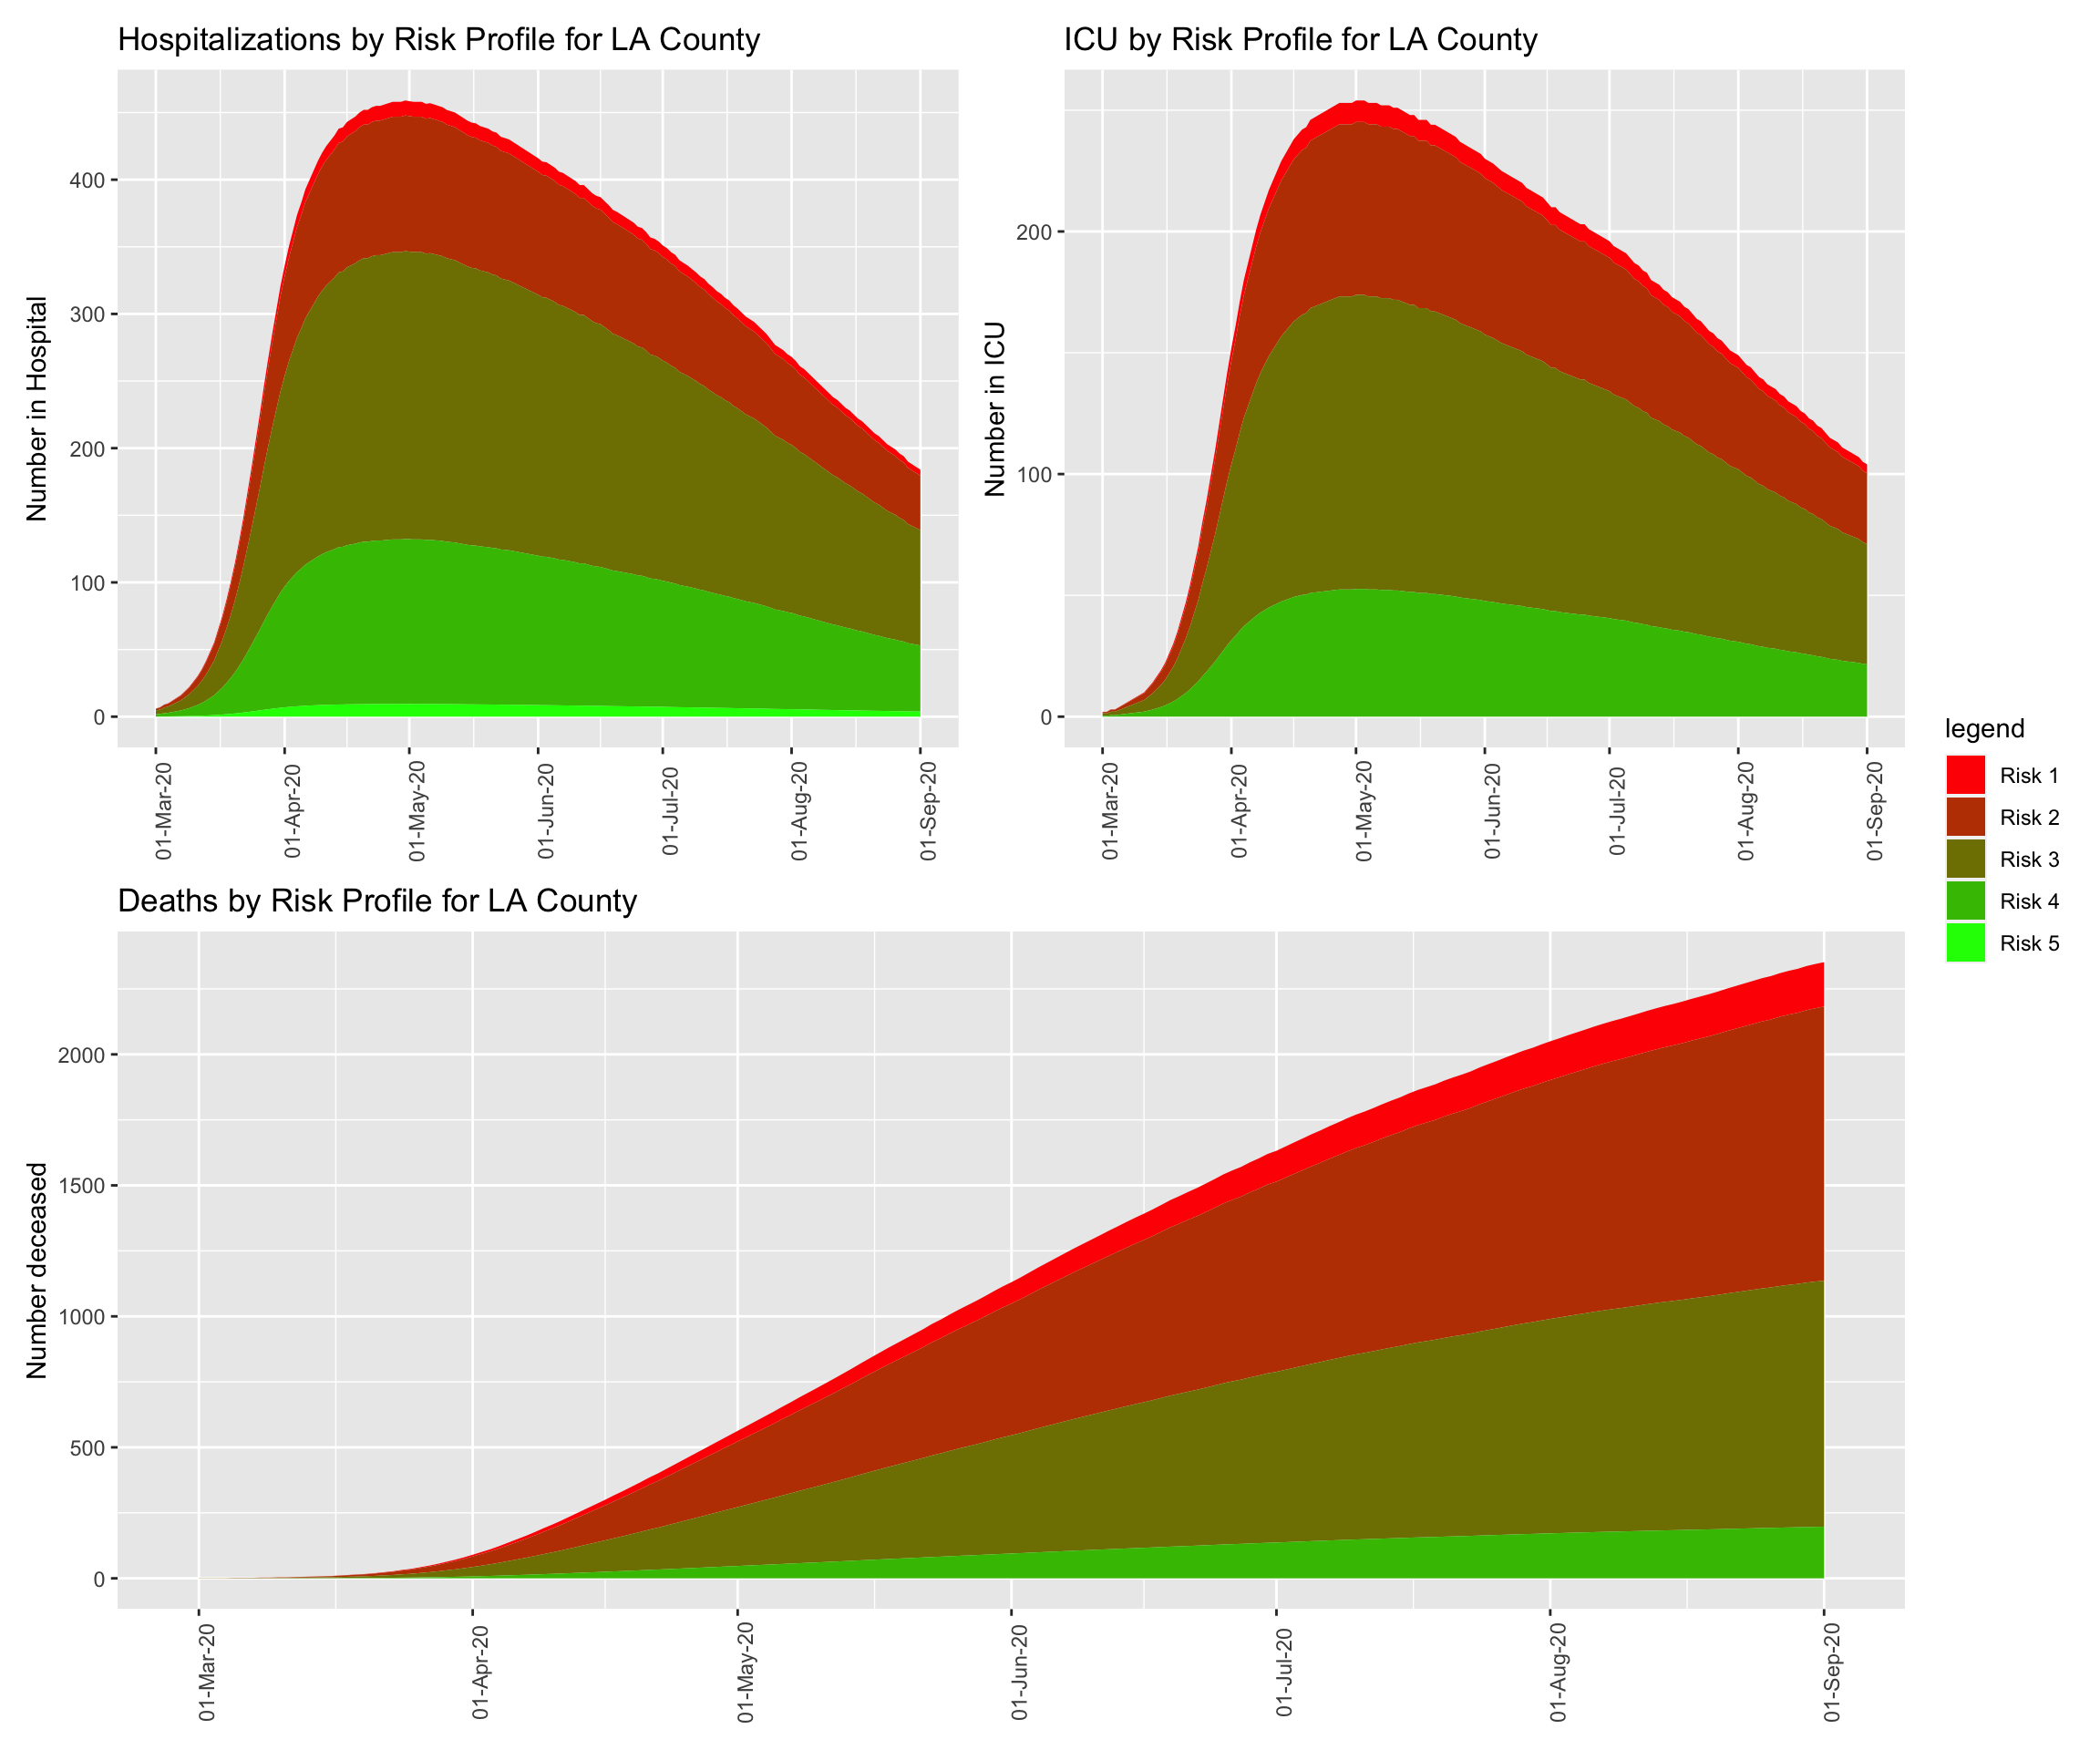 Hospitalizations by Risk Profile for LA County
Number in Hospital
400
300
200
100
0
01-Mar-20
01-Apr-20
01-May-20
01-Jun-20
01-Jul-20
01-Aug-20
01-Sep-20
ICU by Risk Profile for LA County
Number in ICU
200
100
0
01-Mar-20
01-Apr-20
01-May-20
01-Jun-20
01-Jul-20
01-Aug-20
01-Sep-20
legend
Risk 1
Risk 2
Risk 3
Risk 4
Risk 5
Deaths by Risk Profile for LA County
Number deceased
2000
1500
1000
500
0
01-Mar-20
01-Apr-20
01-May-20
01-Jun-20
01-Jul-20
01-Aug-20
01-Sep-20